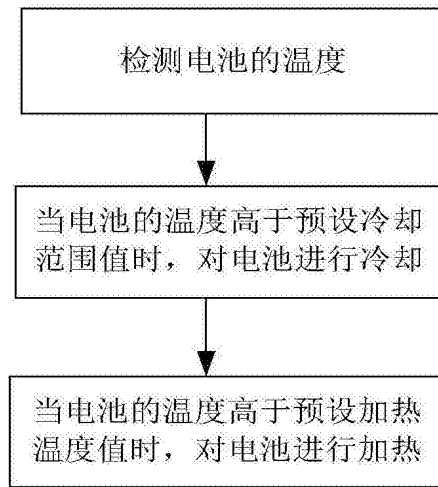 检测电池的温度
当电池的温度高于预设冷却
范围值时，对电池进行冷却
当电池的温度高于预设加热
温度值时，对电池进行加热